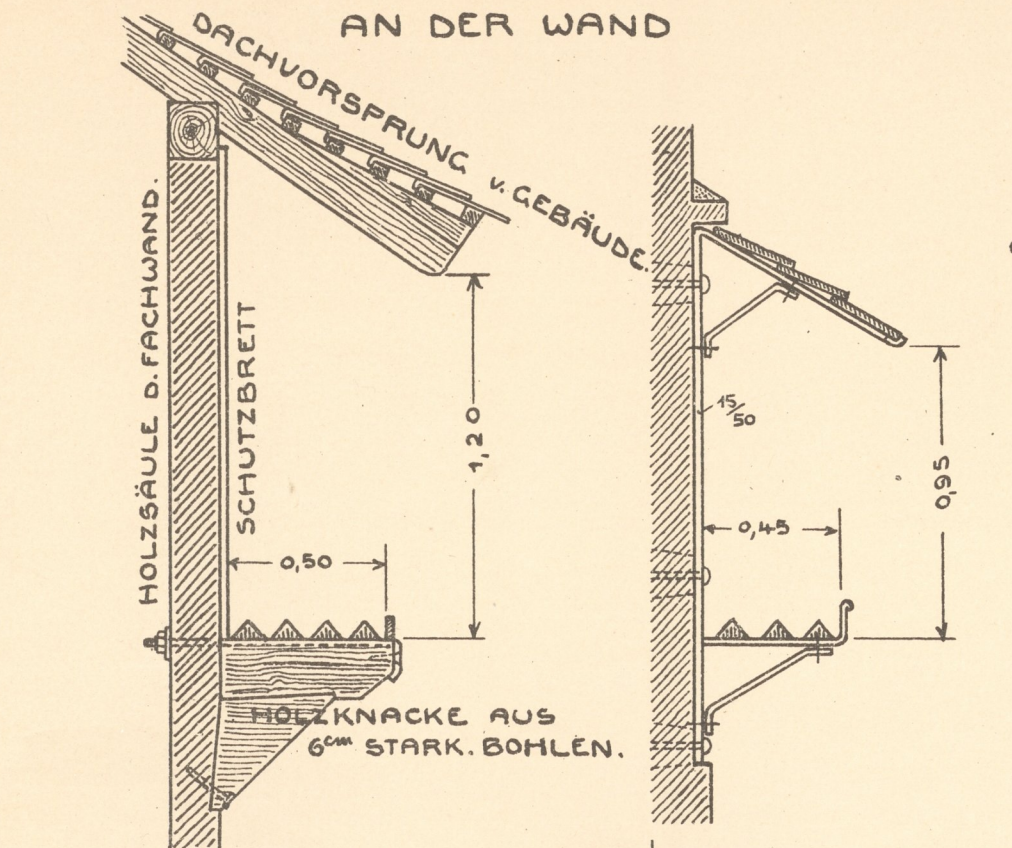 AN DER WAND
DACHVORSPRUNG v. GEBÄUDE.
HOLZSÄULE D. FACHWAND.
SCHUTZBRETT
1,20
0,50
15/50
0,45
0,95
HOLZKNACKE AUS
6cm STARK. BOHLEN.